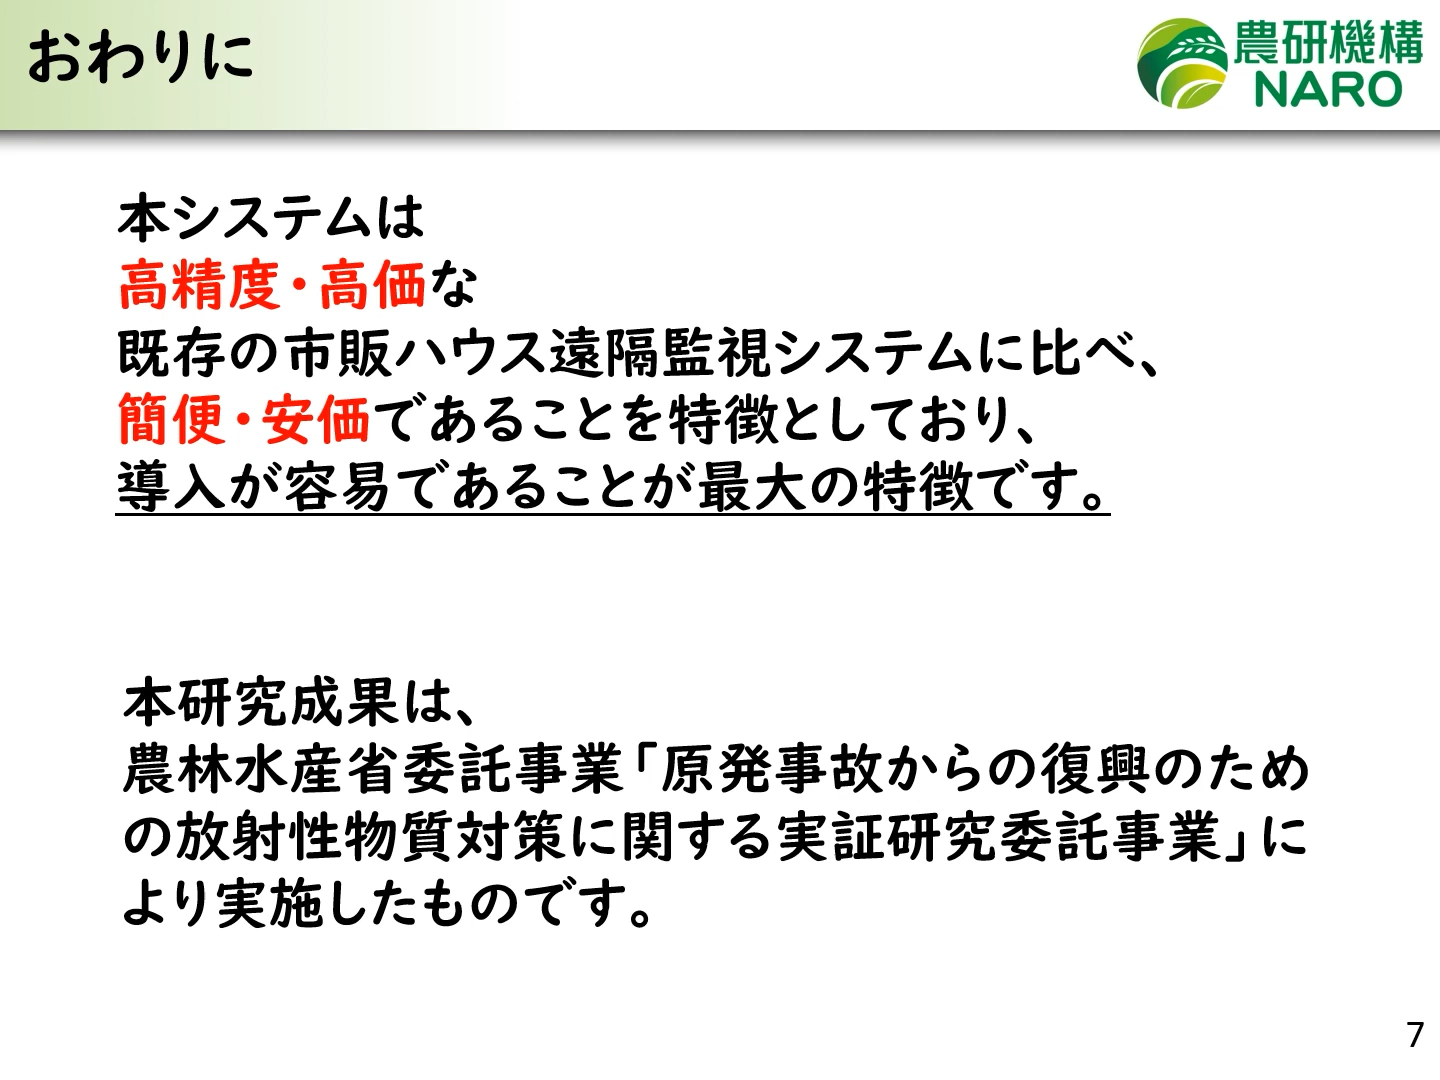 おわりに
農研機構
NARO
本システムは
高精度・高価な
既存の市販ハウス遠隔監視システムに比べ、
簡便・安価であることを特徴としており、
導入が容易であることが最大の特徴です。
本研究成果は、
農林水産省委託事業「原発事故からの復興のため
の放射性物質対策に関する実証研究委託事業」に
より実施したものです。
7